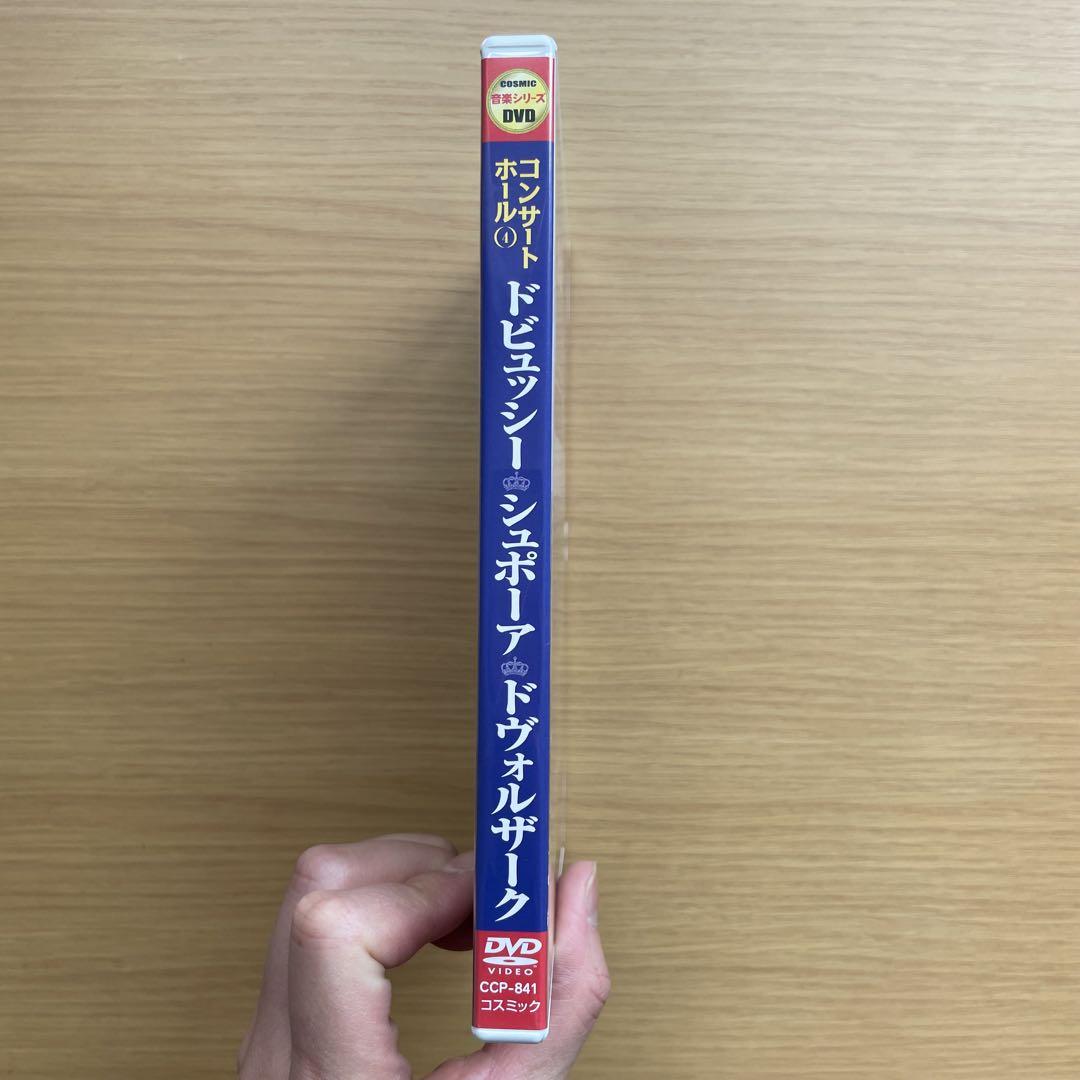 COSMIC
音楽シリーズ
DVD
コンサート
ホール④
ドビュッシー
シュポーア
ドヴォルザーク
DVD
VIDEO™
CCP-841
コスミック